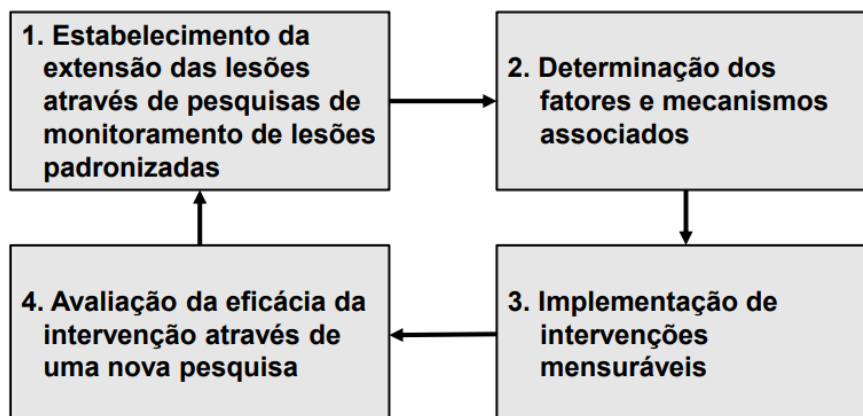 1. Estabelecimento da
extensão das lesões
através de pesquisas de
monitoramento de lesões
padronizadas
2. Determinação dos
fatores e mecanismos
associados
4. Avaliação da eficácia da
intervenção através de
uma nova pesquisa
3. Implementação de
intervenções
mensuráveis